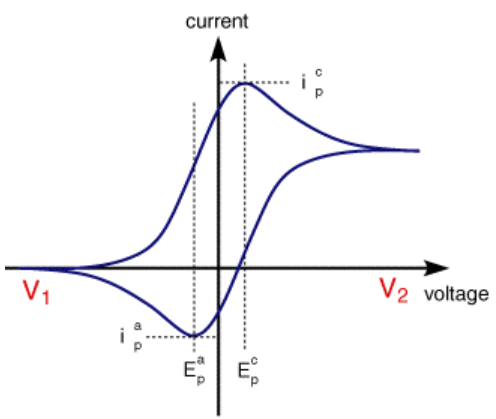 current
i p c
V1
V2 voltage
i p a
E p a
E p c